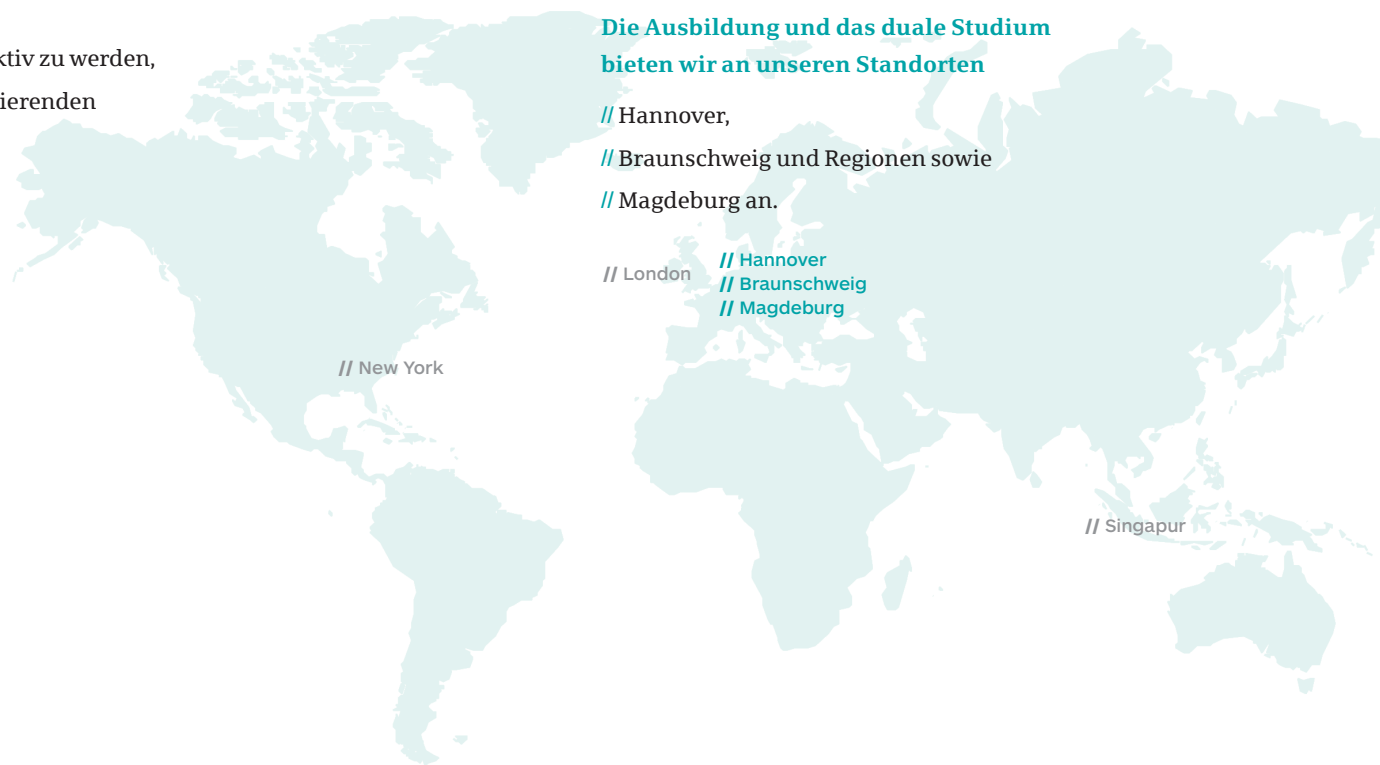 ktiv zu werden,
ierenden
Die Ausbildung und das duale Studium
bieten wir an unseren Standorten
// Hannover,
// Braunschweig und Regionen sowie
// Magdeburg an.
// London
// Hannover
// Braunschweig
// Magdeburg
// New York
// Singapur